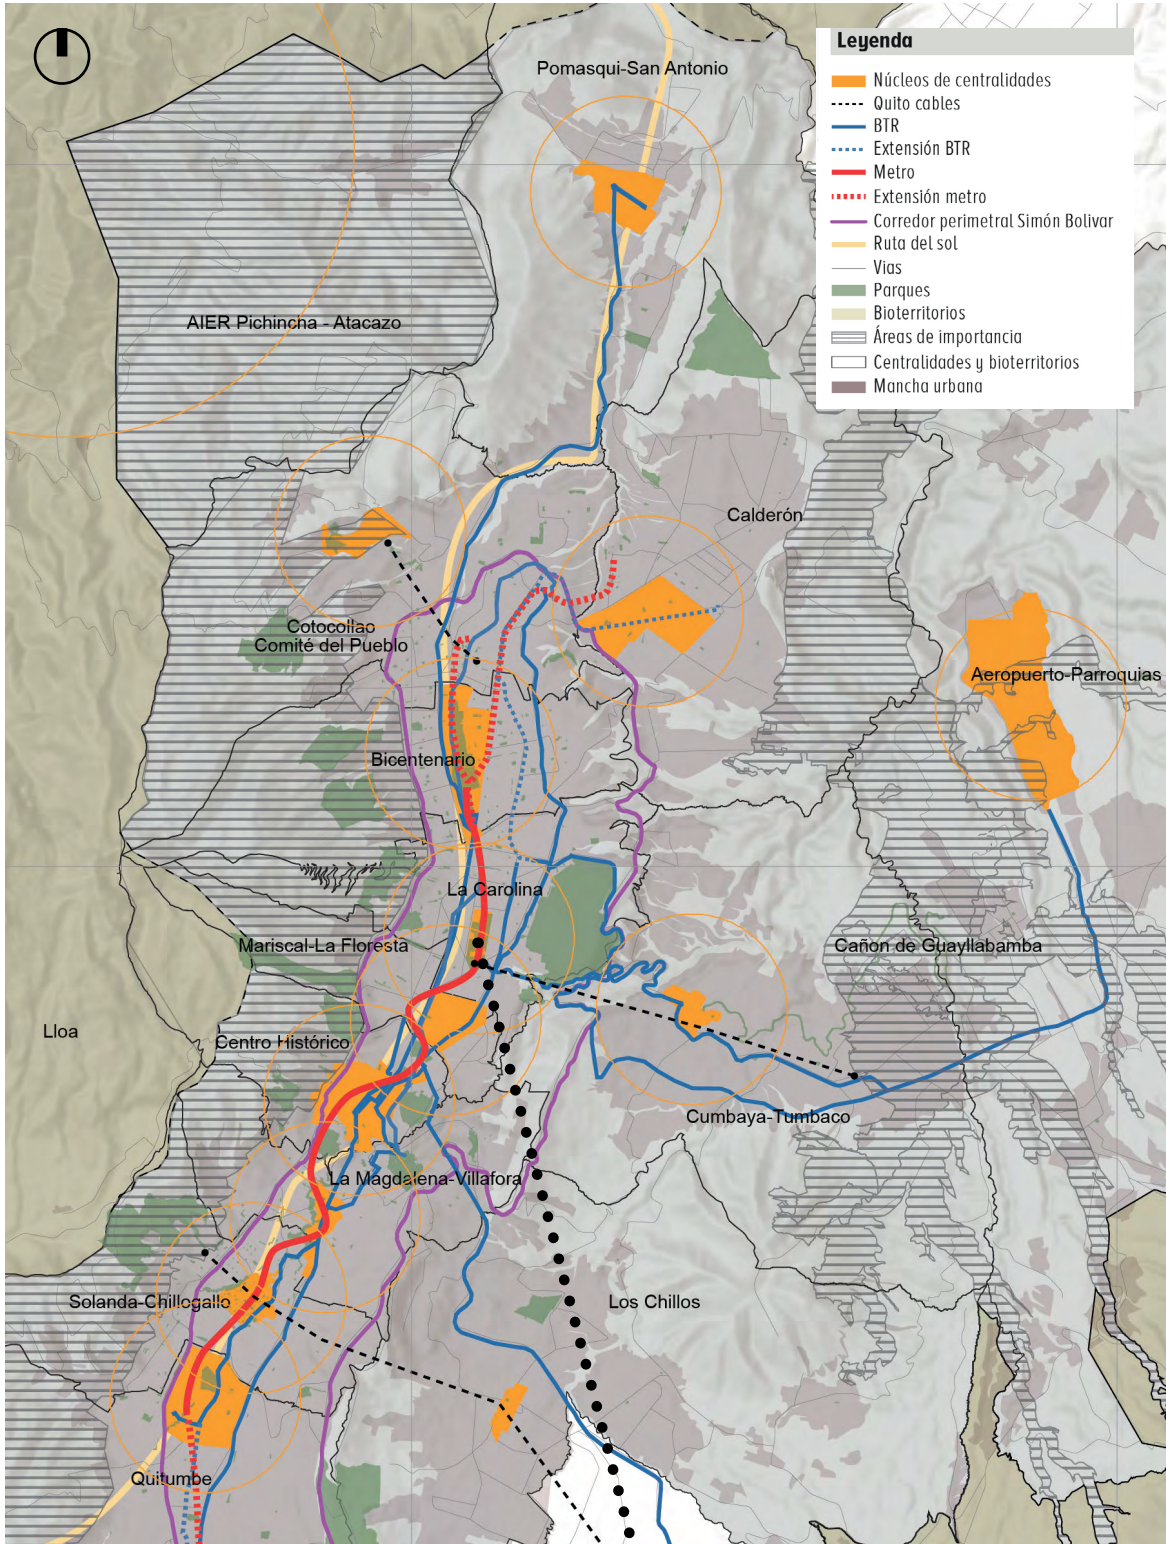 Leyenda
Núcleos de centralidades
Quito cables
BTR
Extensión BTR
Metro
Extensión metro
Corredor perimetral Simón Bolivar
Ruta del sol
Vias
Parques
Bioterritorios
Áreas de importancia
Centralidades y bioterritorios
Mancha urbana
Pomasqui-San Antonio
AIER Pichincha - Atacazo
Calderón
Cotocollao
Comité del Pueblo
Aeropuerto-Parroquias
Bicentenario
La Carolina
Mariscal-La Floresta
Cañon de Guayllabamba
Lloa
Centro Histórico
Cumbaya-Tumbaco
La Magdalena-Villafora
Solanda-Chillogallo
Los Chillos
Quitumbe